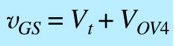 v_GS = V_t + V_OV4